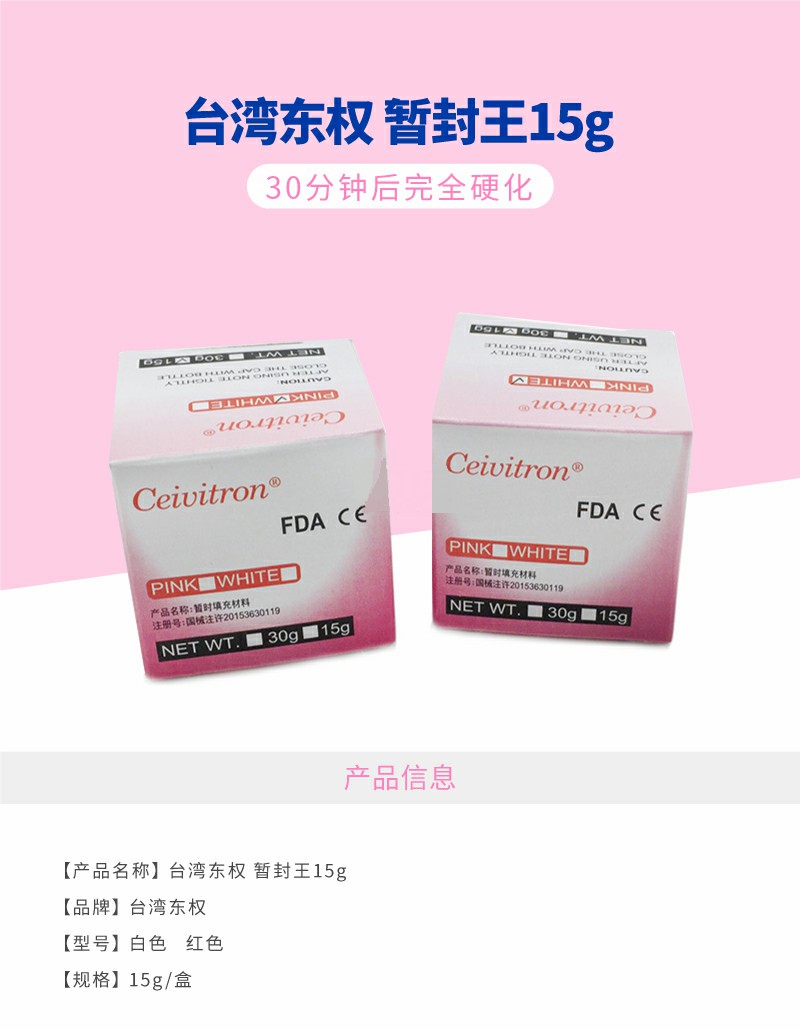 台湾东权 暂封王15g
30分钟后完全硬化
NET WT. 30g 15g
CLOSE THE CAP WITH BOTTLE
AFTER USING NOTE TIGHTLY
CAUTION:
PINK WHITE
Ceivitron®
Ceivitron®
FDA CE
PINK WHITE
产品名称:暂时填充材料
注册号:国械注许20153630119
NET WT. 30g 15g
NET WT. 30g 15g
CLOSE THE CAP WITH BOTTLE
AFTER USING NOTE TIGHTLY
CAUTION:
PINK WHITE
Ceivitron®
Ceivitron®
FDA CE
PINK WHITE
产品名称:暂时填充材料
注册号:国械注许20153630119
NET WT. 30g 15g
产品信息
【产品名称】台湾东权 暂封王15g
【品牌】台湾东权
【型号】白色 红色
【规格】15g/盒